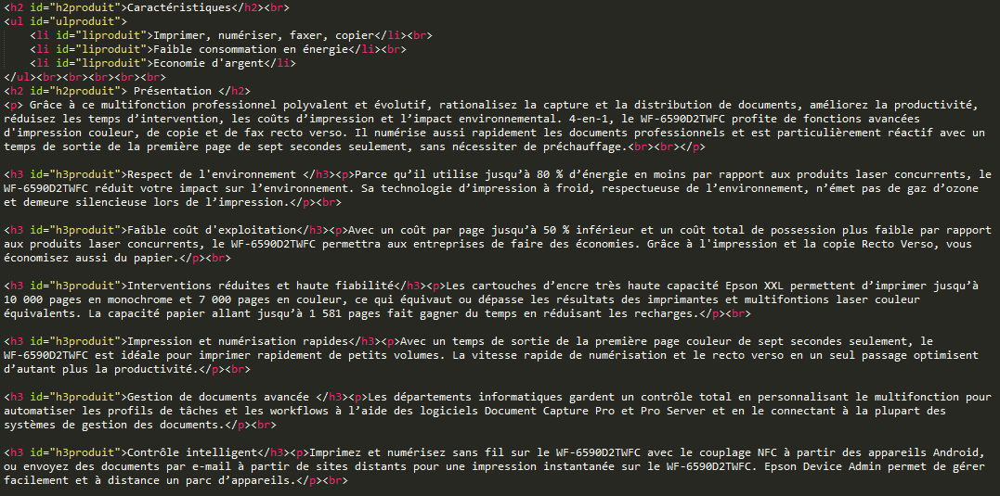 <h2 id="h2produit">Caractéristiques</h2><br>
<ul id="ulproduit">
<li id="liproduit">Imprimer, numériser, faxer, copier</li><br>
<li id="liproduit">Faible consommation en énergie</li><br>
<li id="liproduit">Economie d'argent</li>
</ul><br><br><br><br><br>
<h2 id="h2produit"> Présentation </h2>
<p> Grâce à ce multifonction professionnel polyvalent et évolutif, rationalisez la capture et la distribution de documents, améliorez la productivité,
réduisez les temps d’intervention, les coûts d’impression et l’impact environnemental. 4-en-1, le WF-6590D2TWFC profite de fonctions avancées
d'impression couleur, de copie et de fax recto verso. Il numérise aussi rapidement les documents professionnels et est particulièrement réactif avec un
temps de sortie de la première page de sept secondes seulement, sans nécessiter de préchauffage.<br><br></p>
<h3 id="h3produit">Respect de l'environnement </h3><p>Parce qu’il utilise jusqu’à 80 % d’énergie en moins par rapport aux produits laser concurrents, le
WF-6590D2TWFC réduit votre impact sur l’environnement. Sa technologie d’impression à froid, respectueuse de l’environnement, n’émet pas de gaz d’ozone
et demeure silencieuse lors de l’impression.</p><br>
<h3 id="h3produit">Faîble coût d'exploitation</h3><p>Avec un coût par page jusqu’à 50 % inférieur et un coût total de possession plus faible par rapport
aux produits laser concurrents, le WF-6590D2TWFC permettra aux entreprises de faire des économies. Grâce à l'impression et la copie Recto Verso, vous
économisez aussi du papier.</p><br>
<h3 id="h3produit">Interventions réduites et haute fiabilité</h3><p>Les cartouches d’encre très haute capacité Epson XXL permettent d’imprimer jusqu’à
10 000 pages en monochrome et 7 000 pages en couleur, ce qui équivaut ou dépasse les résultats des imprimantes et multifontions laser couleur
équivalents. La capacité papier allant jusqu’à 1 581 pages fait gagner du temps en réduisant les recharges.</p><br>
<h3 id="h3produit">Impression et numérisation rapides</h3><p>Avec un temps de sortie de la première page couleur de sept secondes seulement, le
WF-6590D2TWFC est idéale pour imprimer rapidement de petits volumes. La vitesse rapide de numérisation et le recto verso en un seul passage optimisent
d’autant plus la productivité.</p><br>
<h3 id="h3produit">Gestion de documents avancée </h3><p>Les départements informatiques gardent un contrôle total en personnalisant le multifonction pour
automatiser les profils de tâches et les workflows à l’aide des logiciels Document Capture Pro et Pro Server et en le connectant à la plupart des
systèmes de gestion des documents.</p><br>
<h3 id="h3produit">Contrôle intelligent</h3><p>Imprimez et numérisez sans fil sur le WF-6590D2TWFC avec le couplage NFC à partir des appareils Android,
ou envoyez des documents par e-mail à partir de sites distants pour une impression instantanée sur le WF-6590D2TWFC. Epson Device Admin permet de gérer
facilement et à distance un parc d’appareils.</p><br>